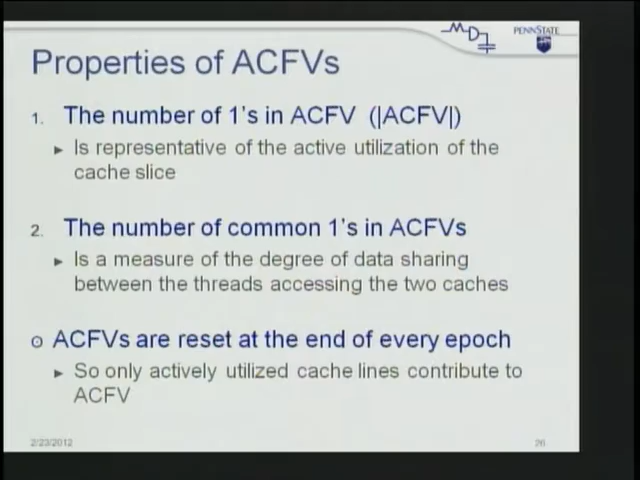 MDL
PENNSTATE
Properties of ACFVs
1. The number of 1's in ACFV (|ACFV|)
► Is representative of the active utilization of the
cache slice
2. The number of common 1's in ACFVs
► Is a measure of the degree of data sharing
between the threads accessing the two caches
⊙ ACFVs are reset at the end of every epoch
► So only actively utilized cache lines contribute to
ACFV
2/23/2012
26